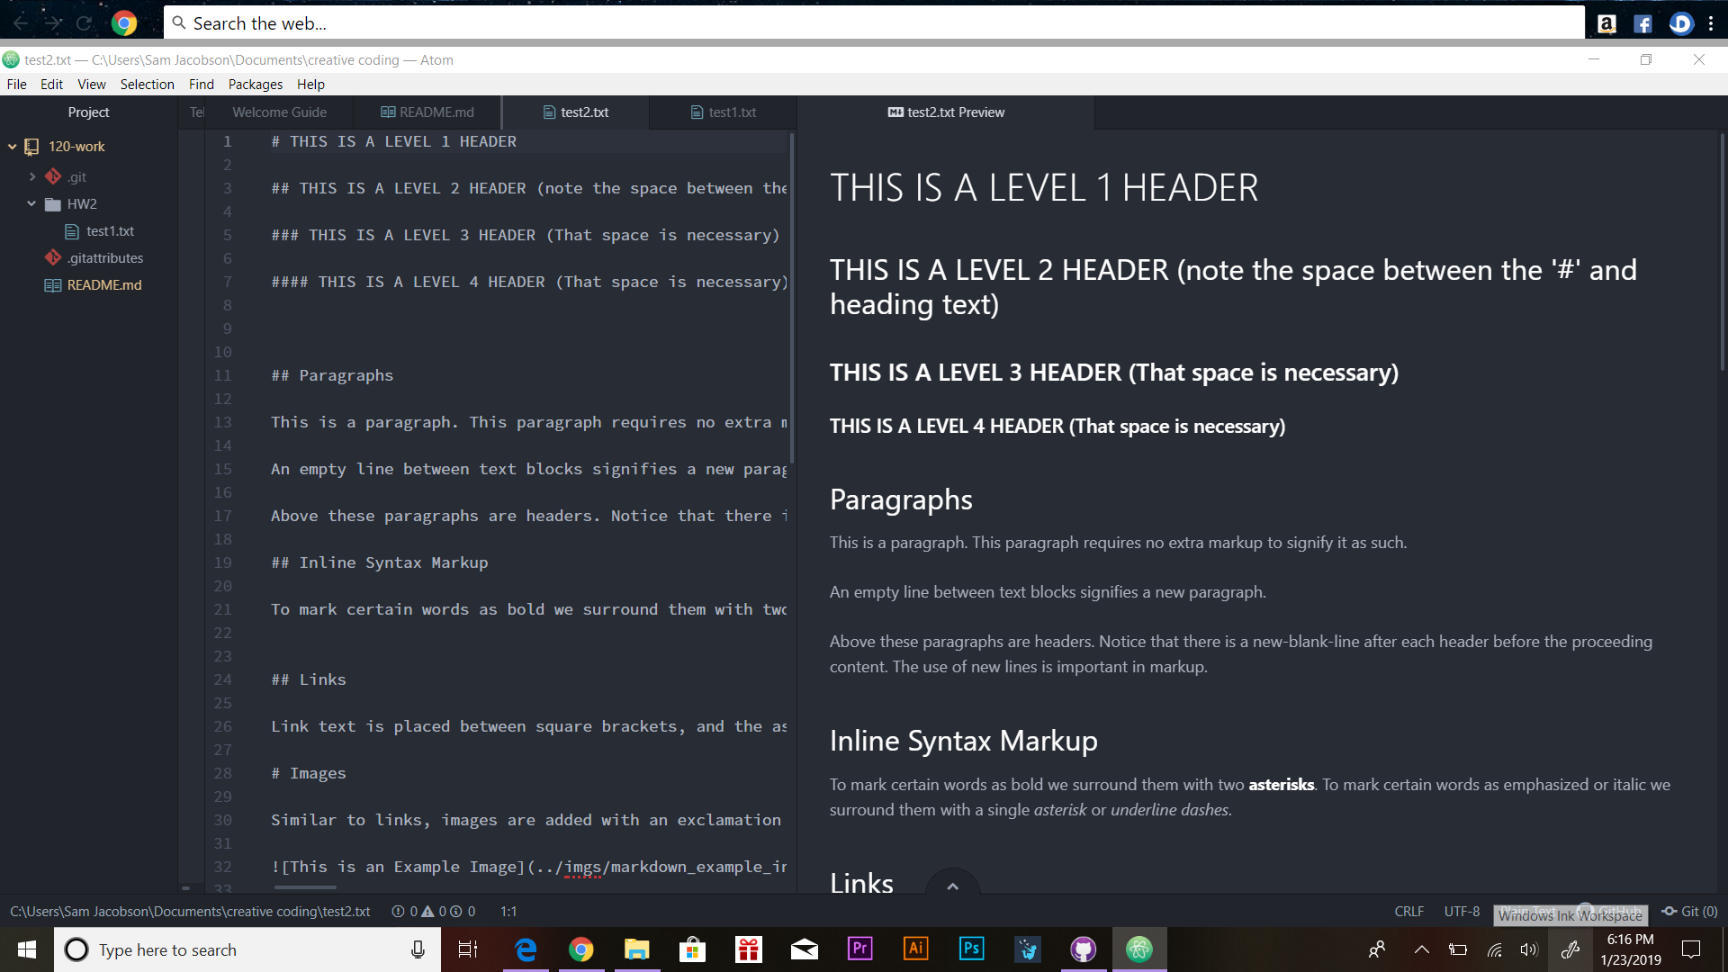 Search the web...
test2.txt — C:\Users\Sam Jacobson\Documents\creative coding — Atom
File Edit View Selection Find Packages Help
Project
Tel
Welcome Guide
README.md
test2.txt
test1.txt
test2.txt Preview
120-work
.git
HW2
test1.txt
.gitattributes
README.md
1 # THIS IS A LEVEL 1 HEADER
2
3 ## THIS IS A LEVEL 2 HEADER (note the space between the
4
5 ### THIS IS A LEVEL 3 HEADER (That space is necessary)
6
7 #### THIS IS A LEVEL 4 HEADER (That space is necessary)
8
9
10
11 ## Paragraphs
12
13 This is a paragraph. This paragraph requires no extra m
14
15 An empty line between text blocks signifies a new parag
16
17 Above these paragraphs are headers. Notice that there i
18
19 ## Inline Syntax Markup
20
21 To mark certain words as bold we surround them with two
22
23
24 ## Links
25
26 Link text is placed between square brackets, and the as
27
28 # Images
29
30 Similar to links, images are added with an exclamation
31
32 ![This is an Example Image](../imgs/markdown_example_in
33
THIS IS A LEVEL 1 HEADER
THIS IS A LEVEL 2 HEADER (note the space between the '#' and
heading text)
THIS IS A LEVEL 3 HEADER (That space is necessary)
THIS IS A LEVEL 4 HEADER (That space is necessary)
Paragraphs
This is a paragraph. This paragraph requires no extra markup to signify it as such.
An empty line between text blocks signifies a new paragraph.
Above these paragraphs are headers. Notice that there is a new-blank-line after each header before the proceeding
content. The use of new lines is important in markup.
Inline Syntax Markup
To mark certain words as bold we surround them with two asterisks. To mark certain words as emphasized or italic we
surround them with a single asterisk or underline dashes.
Links
C:\Users\Sam Jacobson\Documents\creative coding\test2.txt 0 0 0 1:1
CRLF UTF-8 Plain Text GitHub Git (0)
Windows Ink Workspace
Type here to search
Pr Ai Ps
6:16 PM
1/23/2019